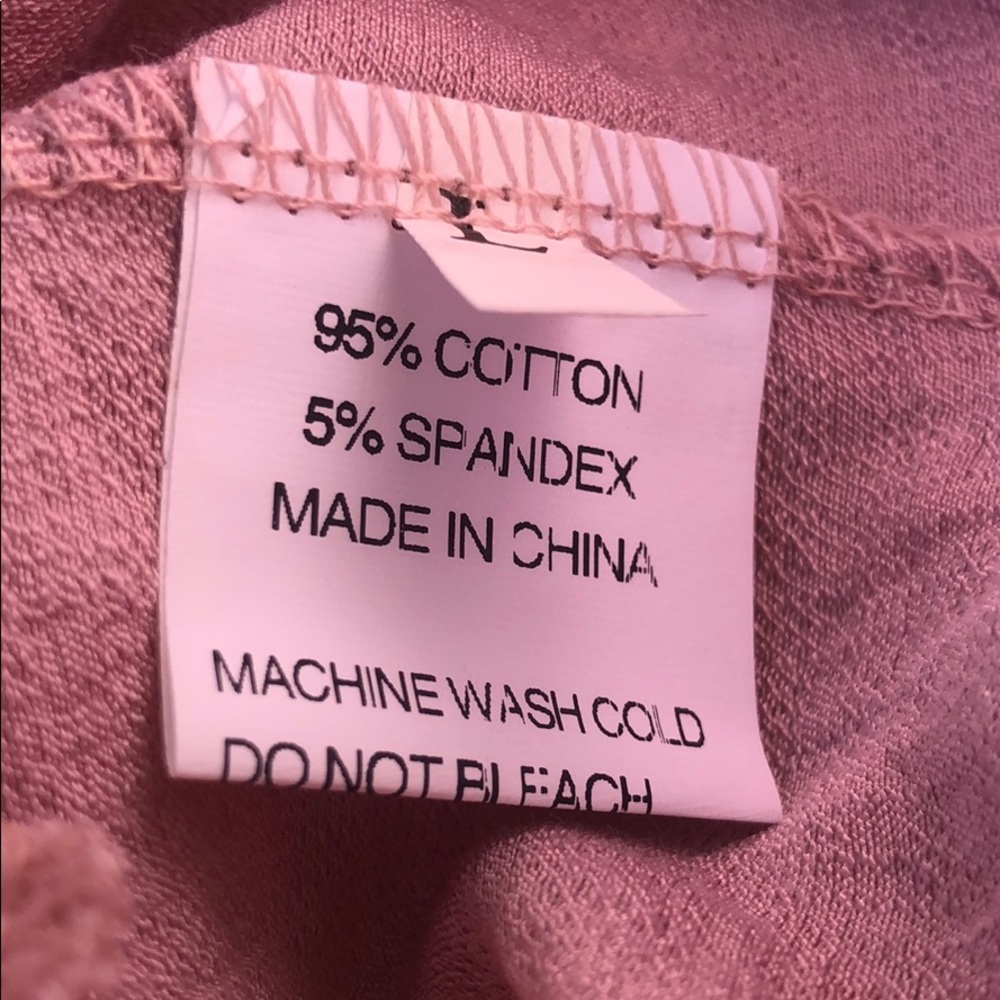 95% COTTON
5% SPANDEX
MADE IN CHINA
MACHINE WASH COLD
DO NOT BLEACH